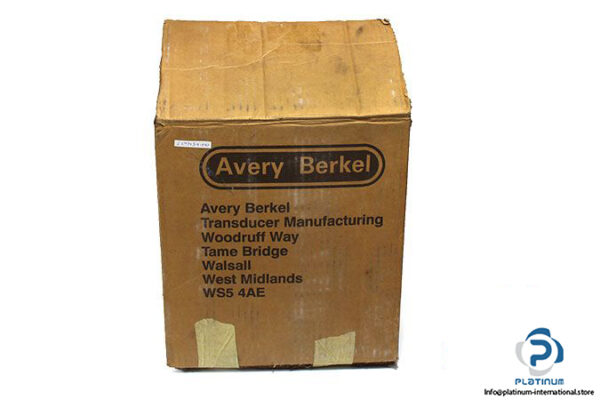 Avery Berkel
Avery Berkel
Transducer Manufacturing
Woodruff Way
Tame Bridge
Walsall
West Midlands
WS5 4AE
PLATINUM
Info@platinum-international.store